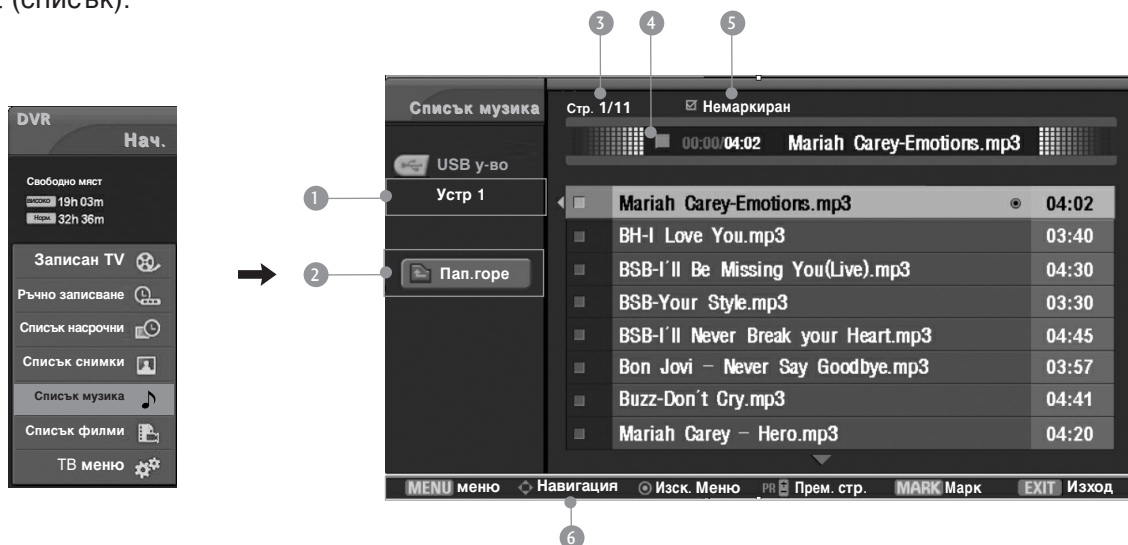 (списък).
3 4 5
DVR
Нач.
Свободно мяст
високо 19h 03m
Норм. 32h 36m
Записан TV
Ръчно записване
Списък насрочни
Списък снимки
Списък музика
Списък филми
ТВ меню
Списък музика
USB у-во
1 Устр 1
2 Пап.горе
Стр. 1/11 Немаркиран
00:00/04:02 Mariah Carey-Emotions.mp3
Mariah Carey-Emotions.mp3 04:02
BH-I Love You.mp3 03:40
BSB-I´ll Be Missing You(Live).mp3 04:30
BSB-Your Style.mp3 03:30
BSB-I´ll Never Break your Heart.mp3 04:45
Bon Jovi – Never Say Goodbye.mp3 03:57
Buzz-Don´t Cry.mp3 04:41
Mariah Carey – Hero.mp3 04:20
MENU меню Навигация Изск. Меню PR Прем. стр. MARK Марк EXIT Изход
6